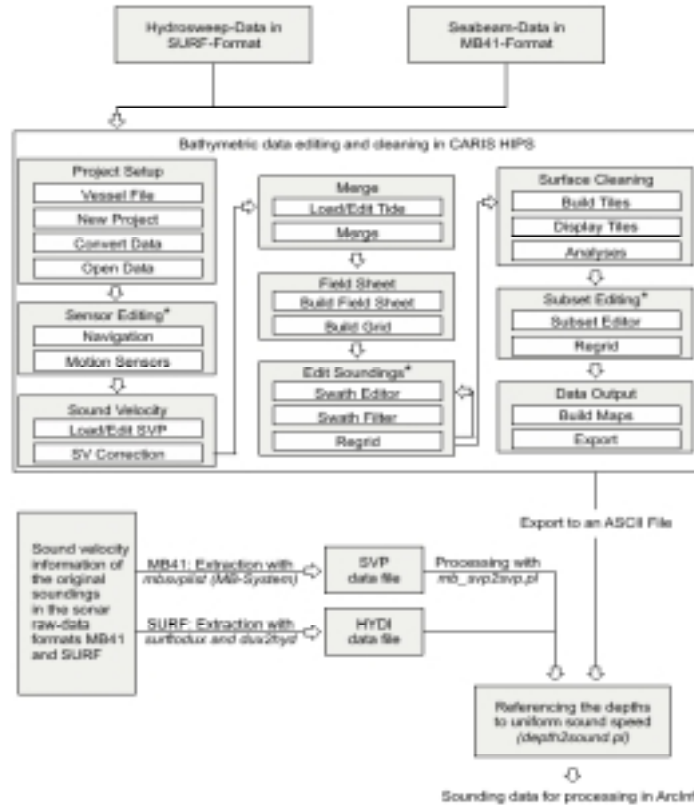 Hydrosweep-Data in
SURF-Format
Seabeam-Data in
MB41-Format
Bathymetric data editing and cleaning in CARIS HIPS
Project Setup
Vessel File
New Project
Convert Data
Open Data
Sensor Editing*
Navigation
Motion Sensors
Sound Velocity
Load/Edit SVP
SV Correction
Merge
Load/Edit Tide
Merge
Field Sheet
Build Field Sheet
Build Grid
Edit Soundings*
Swath Editor
Swath Filter
Regrid
Surface Cleaning
Build Tiles
Display Tiles
Analyses
Subset Editing*
Subset Editor
Regrid
Data Output
Build Maps
Export
Export to an ASCII File
Sound velocity
information of
the original
soundings
in the sonar
raw-data
formats MB41
and SURF
MB41: Extraction with
mbsvplist (MB-System)
SVP
data file
Processing with
mb_svp2svp.pl
SURF: Extraction with
surftodux and dux2hyd
HYDI
data file
Referencing the depths
to uniform sound speed
(depth2sound.pl)
Sounding data for processing in ArcInf